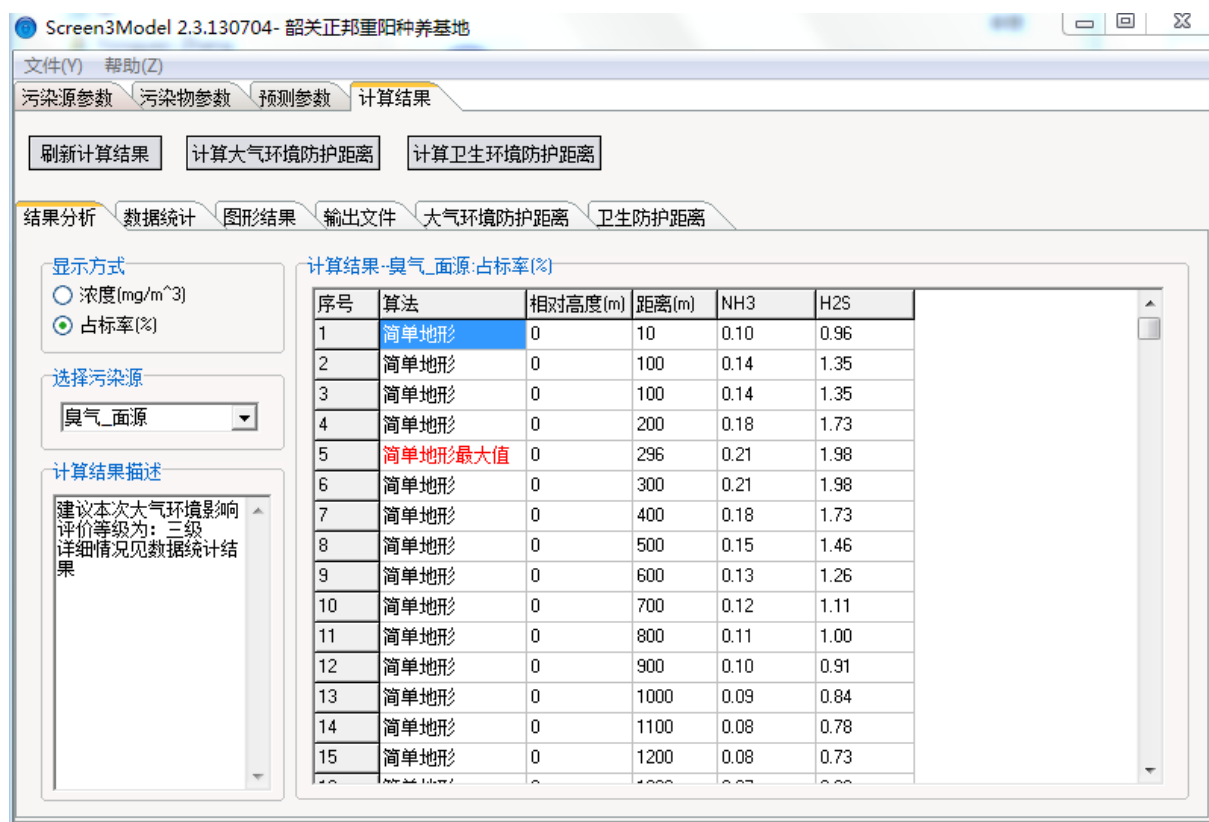 Screen3Model 2.3.130704- 韶关正邦重阳种养基地
文件(Y) 帮助(Z)
污染源参数 污染物参数 预测参数 计算结果
刷新计算结果 计算大气环境防护距离 计算卫生环境防护距离
结果分析 数据统计 图形结果 输出文件 大气环境防护距离 卫生防护距离
显示方式
浓度(mg/m^3)
占标率(%)
选择污染源
臭气_面源
计算结果描述
建议本次大气环境影响
评价等级为: 三级
详细情况见数据统计结
果
计算结果--臭气_面源:占标率(%)
序号 算法 相对高度(m) 距离(m) NH3 H2S
1 简单地形 0 10 0.10 0.96
2 简单地形 0 100 0.14 1.35
3 简单地形 0 100 0.14 1.35
4 简单地形 0 200 0.18 1.73
5 简单地形最大值 0 296 0.21 1.98
6 简单地形 0 300 0.21 1.98
7 简单地形 0 400 0.18 1.73
8 简单地形 0 500 0.15 1.46
9 简单地形 0 600 0.13 1.26
10 简单地形 0 700 0.12 1.11
11 简单地形 0 800 0.11 1.00
12 简单地形 0 900 0.10 0.91
13 简单地形 0 1000 0.09 0.84
14 简单地形 0 1100 0.08 0.78
15 简单地形 0 1200 0.08 0.73